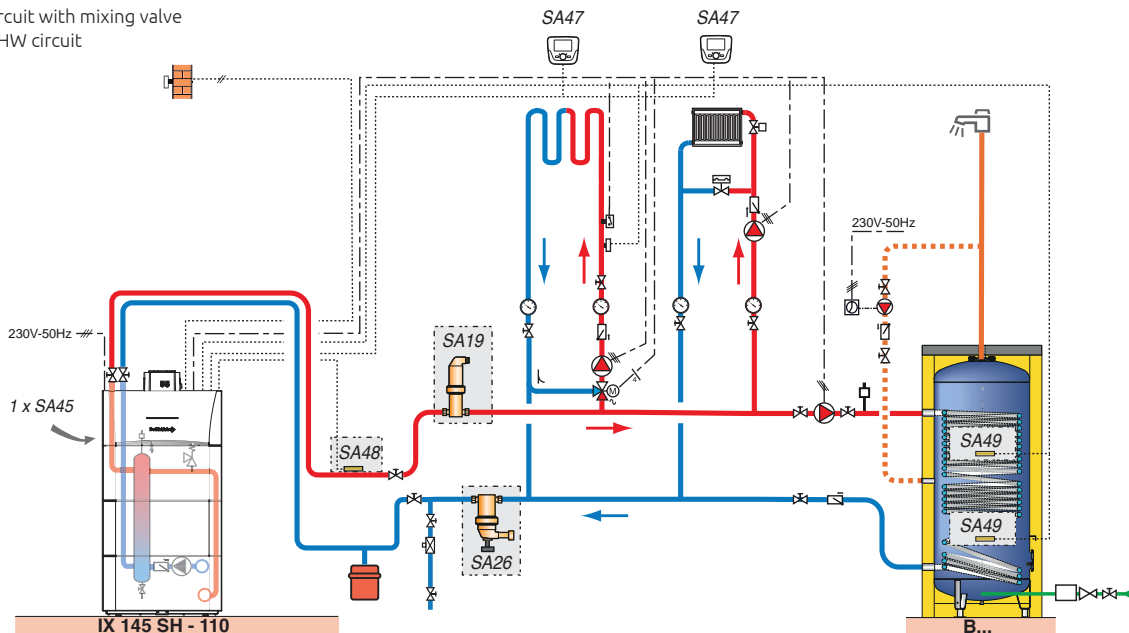 rcuit with mixing valve
HW circuit
SA47
SA47
230V-50Hz
230V-50Hz
SA19
1 x SA45
SA48
SA49
M
SA49
SA26
IX 145 SH - 110
B...